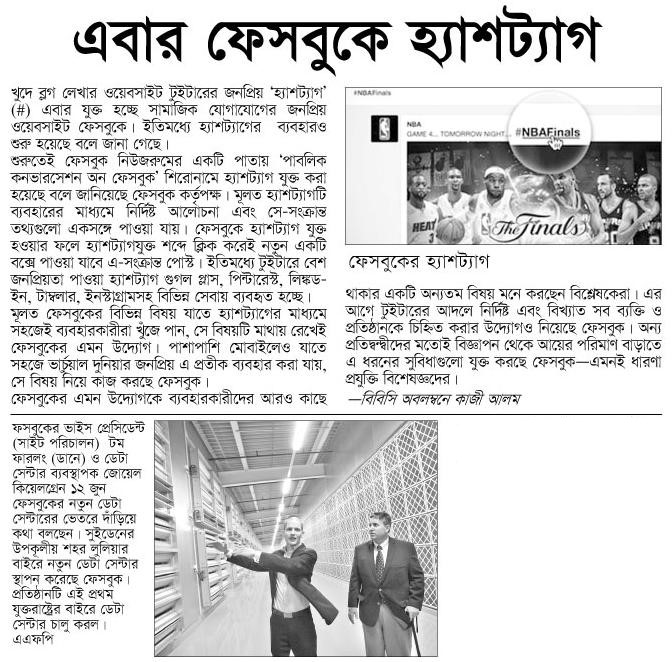 এবার ফেসবুকে হ্যাশট্যাগ
খুদে ব্লগ লেখার ওয়েবসাইট টুইটারের জনপ্রিয় ‘হ্যাশট্যাগ’
(#) এবার যুক্ত হচ্ছে সামাজিক যোগাযোগের জনপ্রিয়
ওয়েবসাইট ফেসবুকে। ইতিমধ্যে হ্যাশট্যাগের ব্যবহারও
শুরু হয়েছে বলে জানা গেছে।
শুরুতেই ফেসবুক নিউজরুমের একটি পাতায় ‘পাবলিক
কনভারসেশন অন ফেসবুক’ শিরোনামে হ্যাশট্যাগ যুক্ত করা
হয়েছে বলে জানিয়েছে ফেসবুক কর্তৃপক্ষ। মূলত হ্যাশট্যাগটি
ব্যবহারের মাধ্যমে নির্দিষ্ট আলোচনা এবং সে-সংক্রান্ত
তথ্যগুলো একসঙ্গে পাওয়া যায়। ফেসবুকে হ্যাশট্যাগ যুক্ত
হওয়ার ফলে হ্যাশট্যাগযুক্ত শব্দে ক্লিক করেই নতুন একটি
বক্সে পাওয়া যাবে এ-সংক্রান্ত পোস্ট। ইতিমধ্যে টুইটারে বেশ
জনপ্রিয়তা পাওয়া হ্যাশট্যাগ গুগল প্লাস, পিন্টারেস্ট, লিঙ্কড-
ইন, টাম্বলার, ইনস্টাগ্রামসহ বিভিন্ন সেবায় ব্যবহৃত হচ্ছে।
মূলত ফেসবুকের বিভিন্ন বিষয় যাতে হ্যাশট্যাগের মাধ্যমে
সহজেই ব্যবহারকারীরা খুঁজে পান, সে বিষয়টি মাথায় রেখেই
ফেসবুকের এমন উদ্যোগ। পাশাপাশি মোবাইলেও যাতে
সহজে ভার্চুয়াল দুনিয়ার জনপ্রিয় এ প্রতীক ব্যবহার করা যায়,
সে বিষয় নিয়ে কাজ করছে ফেসবুক।
ফেসবুকের এমন উদ্যোগকে ব্যবহারকারীদের আরও কাছে
#NBAFinals
NBA
GAME 4... TOMORROW NIGHT...
#NBAFinals
HEAT
MIAMI
The Finals
ফেসবুকের হ্যাশট্যাগ
থাকার একটি অন্যতম বিষয় মনে করছেন বিশ্লেষকেরা। এর
আগে টুইটারের আদলে নির্দিষ্ট এবং বিখ্যাত সব ব্যক্তি ও
প্রতিষ্ঠানকে চিহ্নিত করার উদ্যোগও নিয়েছে ফেসবুক। অন্য
প্রতিদ্বন্দ্বীদের মতোই বিজ্ঞাপন থেকে আয়ের পরিমাণ বাড়াতে
এ ধরনের সুবিধাগুলো যুক্ত করছে ফেসবুক—এমনই ধারণা
প্রযুক্তি বিশেষজ্ঞদের।
—বিবিসি অবলম্বনে কাজী আলম
ফসবুকের ভাইস প্রেসিডেন্ট
(সাইট পরিচালন) টম
ফারলং (ডানে) ও ডেটা
সেন্টার ব্যবস্থাপক জোয়েল
কিয়েলগ্রেন ১২ জুন
ফেসবুকের নতুন ডেটা
সেন্টারের ভেতরে দাঁড়িয়ে
কথা বলছেন। সুইডেনের
উপকূলীয় শহর লুলিয়ার
বাইরে নতুন ডেটা সেন্টার
স্থাপন করেছে ফেসবুক।
প্রতিষ্ঠানটি এই প্রথম
যুক্তরাষ্ট্রের বাইরে ডেটা
সেন্টার চালু করল।
এএফপি